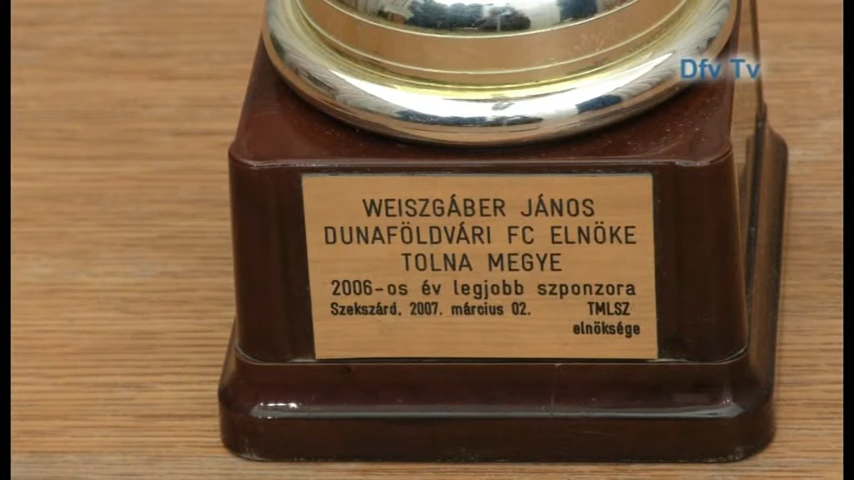 Dfv Tv
WEISZGÁBER JÁNOS
DUNAFÖLDVÁRI FC ELNÖKE
TOLNA MEGYE
2006-os év legjobb szponzora
Szekszárd, 2007. március 02. TMLSZ
elnöksége